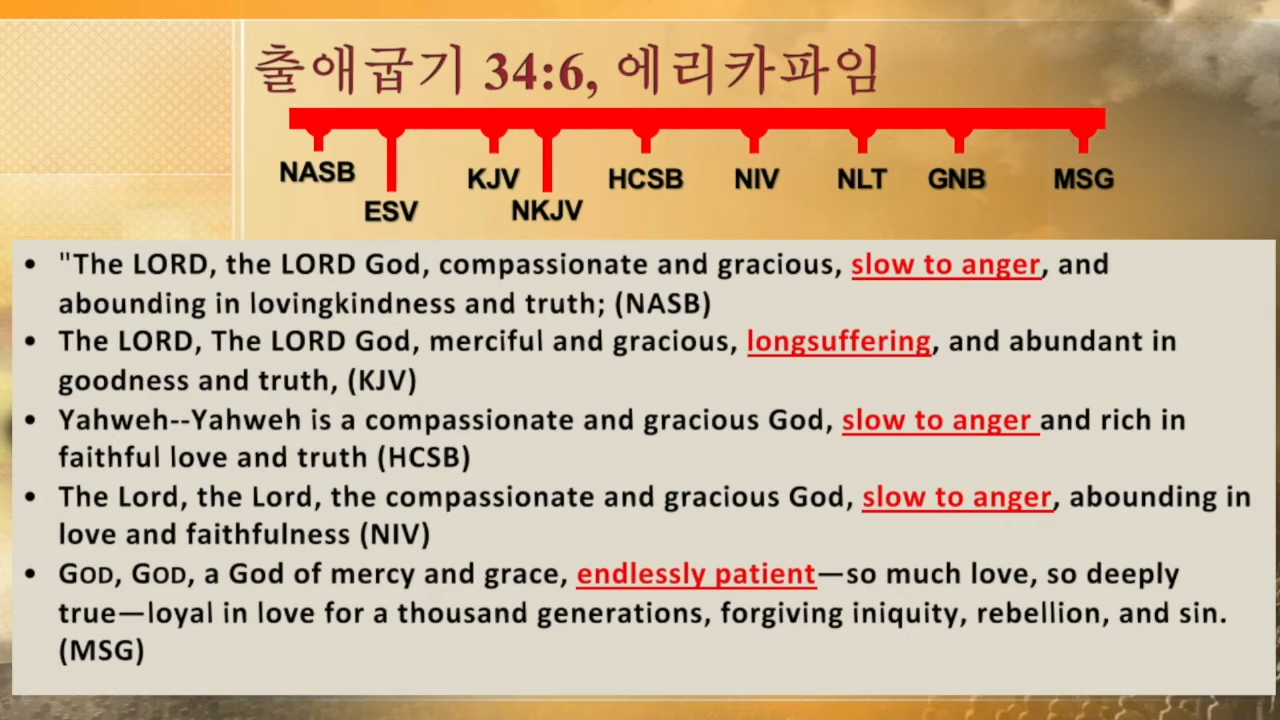 출애굽기 34:6, 에리카파임
NASB KJV HCSB NIV NLT GNB MSG
ESV NKJV
• "The LORD, the LORD God, compassionate and gracious, slow to anger, and
abounding in lovingkindness and truth; (NASB)
• The LORD, The LORD God, merciful and gracious, longsuffering, and abundant in
goodness and truth, (KJV)
• Yahweh--Yahweh is a compassionate and gracious God, slow to anger and rich in
faithful love and truth (HCSB)
• The Lord, the Lord, the compassionate and gracious God, slow to anger, abounding in
love and faithfulness (NIV)
• GOD, GOD, a God of mercy and grace, endlessly patient—so much love, so deeply
true—loyal in love for a thousand generations, forgiving iniquity, rebellion, and sin.
(MSG)